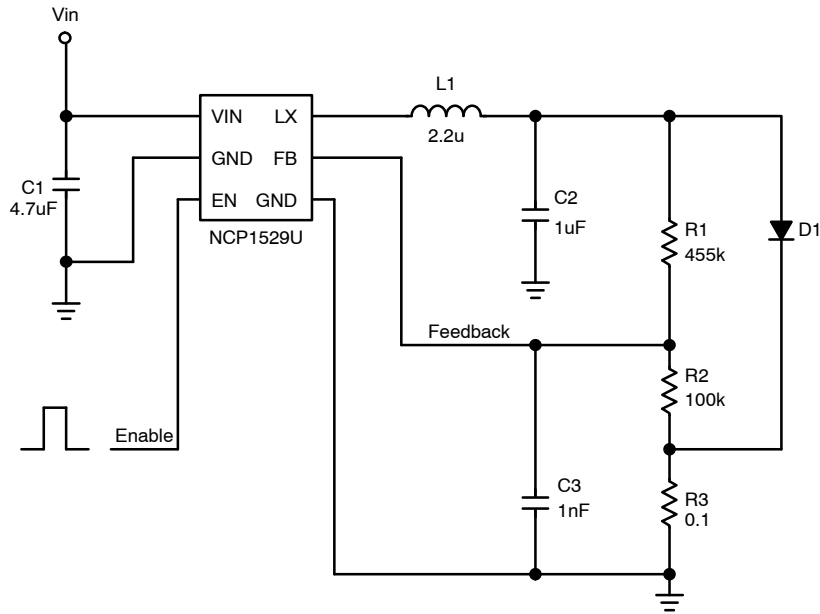 Vin
L1
VIN LX
2.2u
GND FB
C1
4.7uF
EN GND
C2
1uF
R1
455k
D1
NCP1529U
Feedback
R2
100k
Enable
C3
1nF
R3
0.1